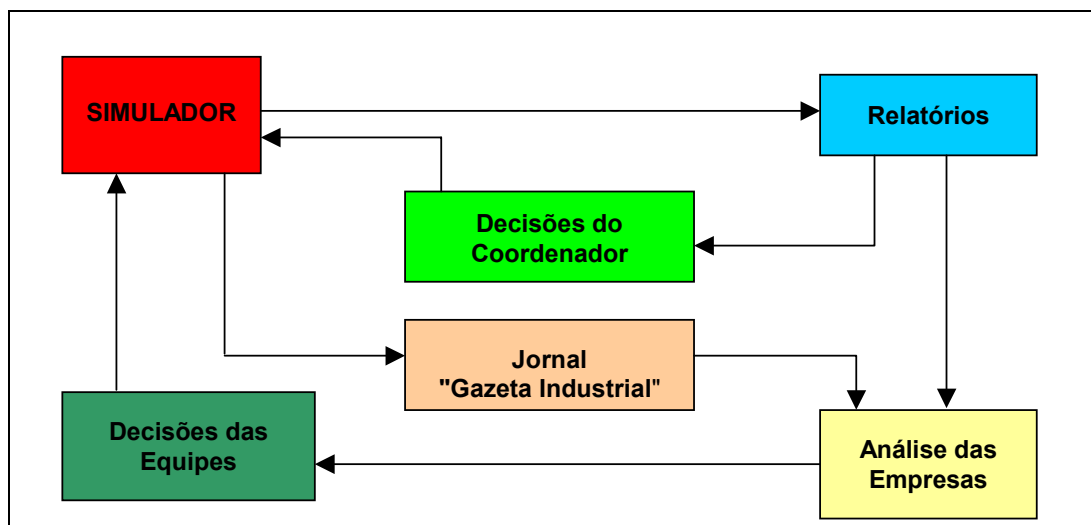 SIMULADOR
Relatórios
Decisões do
Coordenador
Jornal
"Gazeta Industrial"
Decisões das
Equipes
Análise das
Empresas